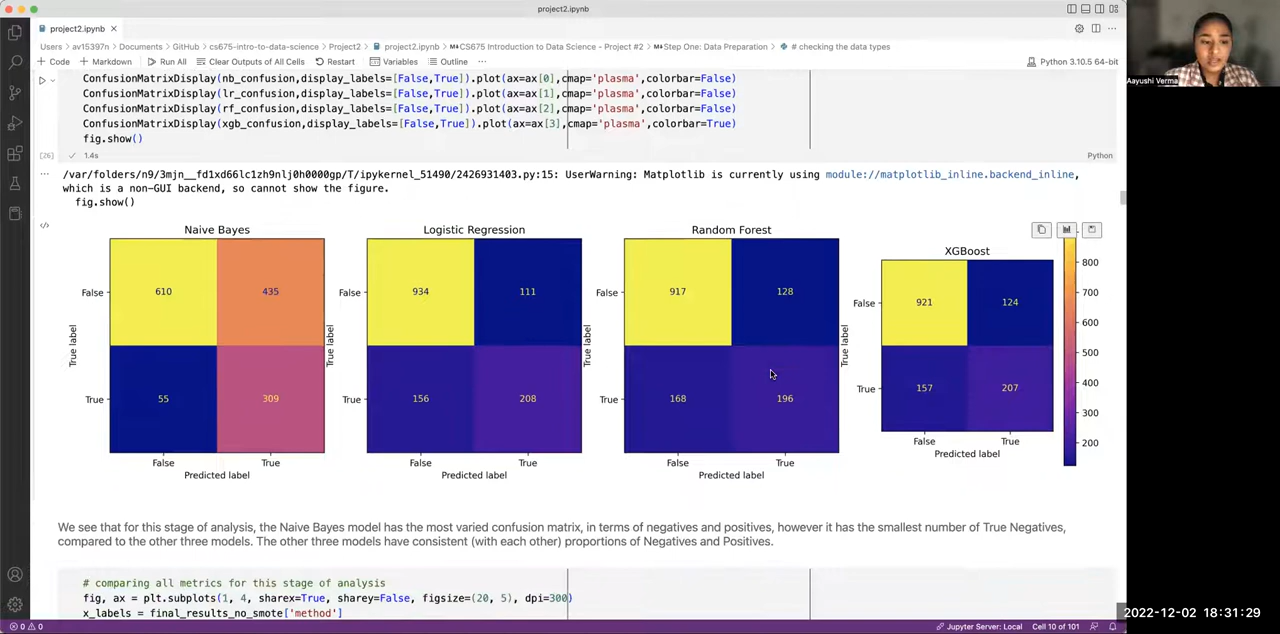 project2.ipynb
Aayushi Verma
project2.ipynb
Users > av15397n > Documents > GitHub > cs675-intro-to-data-science > Project2 > project2.ipynb > CS675 Introduction to Data Science - Project #2 > Step One: Data Preparation > # checking the data types
+ Code + Markdown Run All Clear Outputs of All Cells Restart Variables Outline ... Python 3.10.5 64-bit
ConfusionMatrixDisplay(nb_confusion,display_labels=[False,True]).plot(ax=ax[0],cmap='plasma',colorbar=False)
ConfusionMatrixDisplay(lr_confusion,display_labels=[False,True]).plot(ax=ax[1],cmap='plasma',colorbar=False)
ConfusionMatrixDisplay(rf_confusion,display_labels=[False,True]).plot(ax=ax[2],cmap='plasma',colorbar=False)
ConfusionMatrixDisplay(xgb_confusion,display_labels=[False,True]).plot(ax=ax[3],cmap='plasma',colorbar=True)
fig.show()
[26] 1.4s Python
/var/folders/n9/3mjn__fd1xd66lc1zh9nlj0h0000gp/T/ipykernel_51490/2426931403.py:15: UserWarning: Matplotlib is currently using module://matplotlib_inline.backend_inline,
which is a non-GUI backend, so cannot show the figure.
fig.show()
Naive Bayes
False 610 435
True 55 309
False True
True label
Predicted label
Logistic Regression
False 934 111
True 156 208
False True
True label
Predicted label
Random Forest
False 917 128
True 168 196
False True
True label
Predicted label
XGBoost
False 921 124
True 157 207
False True
True label
Predicted label
800
700
600
500
400
300
200
We see that for this stage of analysis, the Naive Bayes model has the most varied confusion matrix, in terms of negatives and positives, however it has the smallest number of True Negatives,
compared to the other three models. The other three models have consistent (with each other) proportions of Negatives and Positives.
# comparing all metrics for this stage of analysis
fig, ax = plt.subplots(1, 4, sharex=True, sharey=False, figsize=(20, 5), dpi=300)
x_labels = final_results_no_smote['method']
2022-12-02 18:31:29
0 0 Jupyter Server: Local Cell 10 of 101